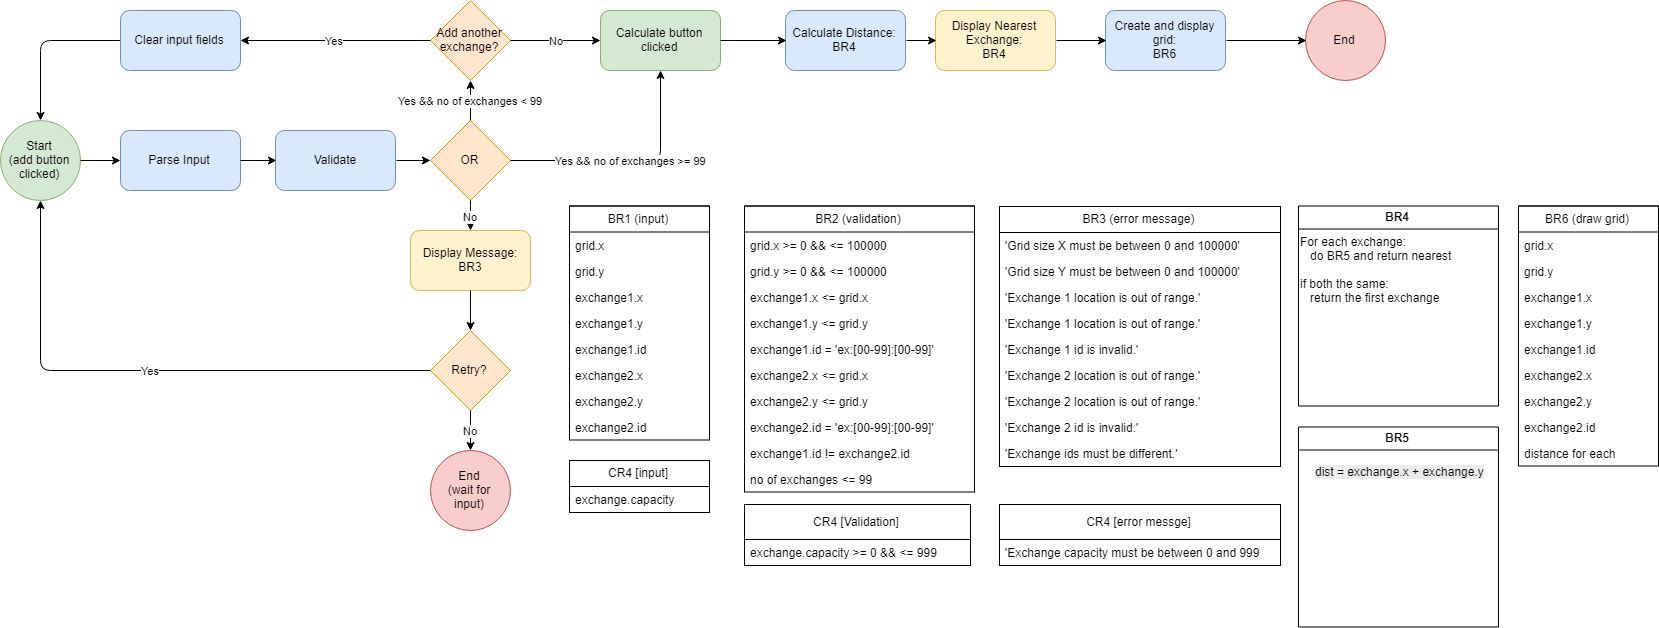 Clear input fields
Yes
Add another
exchange?
No
Calculate button
clicked
Calculate Distance:
BR4
Display Nearest
Exchange:
BR4
Create and display
grid:
BR6
End
Yes && no of exchanges < 99
Start
(add button
clicked)
Parse Input
Validate
OR
Yes && no of exchanges >= 99
No
Display Message:
BR3
Retry?
Yes
No
End
(wait for
input)
BR1 (input)
grid.x
grid.y
exchange1.x
exchange1.y
exchange1.id
exchange2.x
exchange2.y
exchange2.id
CR4 [input]
exchange.capacity
BR2 (validation)
grid.x >= 0 && <= 100000
grid.y >= 0 && <= 100000
exchange1.x <= grid.x
exchange1.y <= grid.y
exchange1.id = 'ex:[00-99]:[00-99]'
exchange2.x <= grid.x
exchange2.y <= grid.y
exchange2.id = 'ex:[00-99]:[00-99]'
exchange1.id != exchange2.id
no of exchanges <= 99
CR4 [Validation]
exchange.capacity >= 0 && <= 999
BR3 (error message)
'Grid size X must be between 0 and 100000'
'Grid size Y must be between 0 and 100000'
'Exchange 1 location is out of range.'
'Exchange 1 location is out of range.'
'Exchange 1 id is invalid.'
'Exchange 2 location is out of range.'
'Exchange 2 location is out of range.'
'Exchange 2 id is invalid.'
'Exchange ids must be different.'
CR4 [error messge]
'Exchange capacity must be between 0 and 999
BR4
For each exchange:
do BR5 and return nearest
if both the same:
return the first exchange
BR5
dist = exchange.x + exchange.y
BR6 (draw grid)
grid.x
grid.y
exchange1.x
exchange1.y
exchange1.id
exchange2.x
exchange2.y
exchange2.id
distance for each